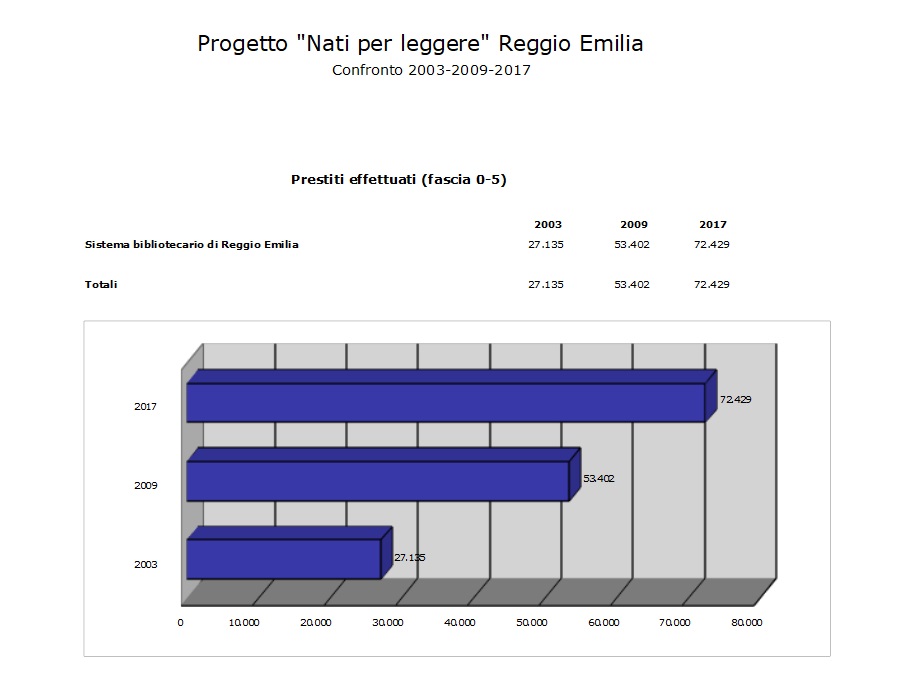 Progetto "Nati per leggere" Reggio Emilia
Confronto 2003-2009-2017
Prestiti effettuati (fascia 0-5)
2003 2009 2017
Sistema bibliotecario di Reggio Emilia 27.135 53.402 72.429
Totali 27.135 53.402 72.429
2017 72.429
2009 53.402
2003 27.135
0 10.000 20.000 30.000 40.000 50.000 60.000 70.000 80.000